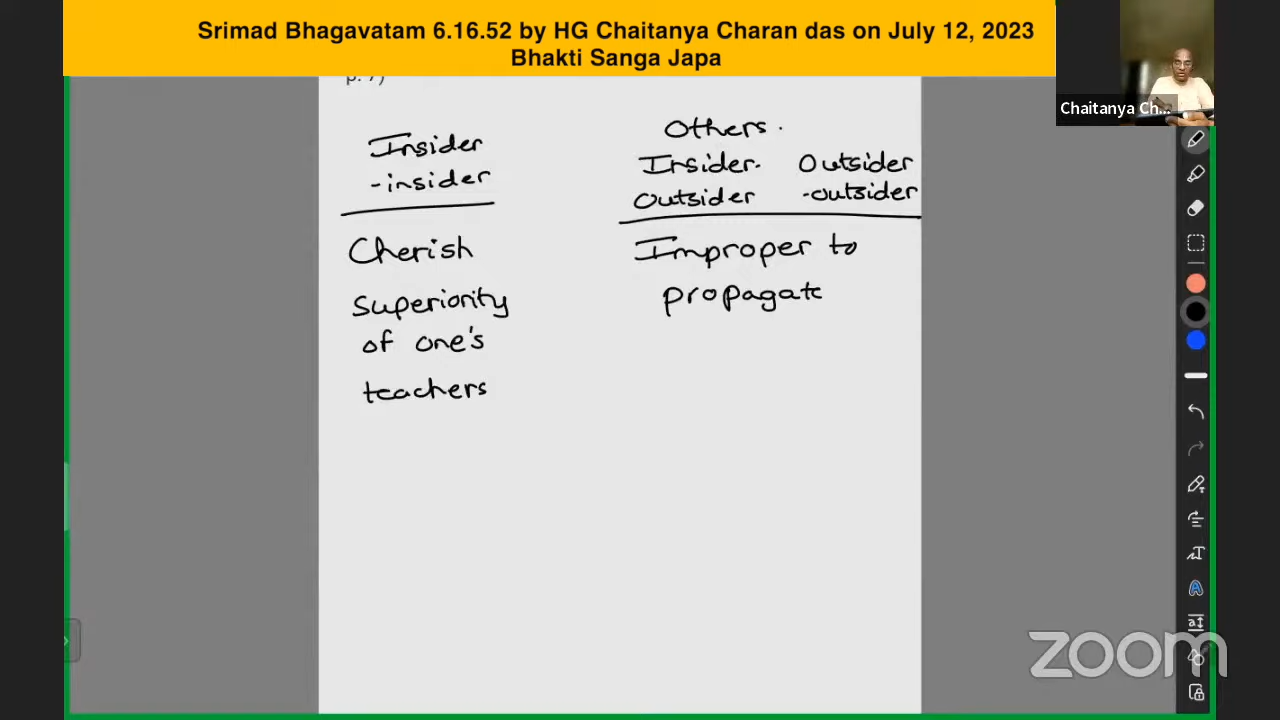 Srimad Bhagavatam 6.16.52 by HG Chaitanya Charan das on July 12, 2023
Bhakti Sanga Japa
Chaitanya Ch...
p. 7)
Insider
-insider
Others.
Insider- Outsider
Outsider -outsider
Cherish
superiority
of one's
teachers
Improper to
propagate
zoom